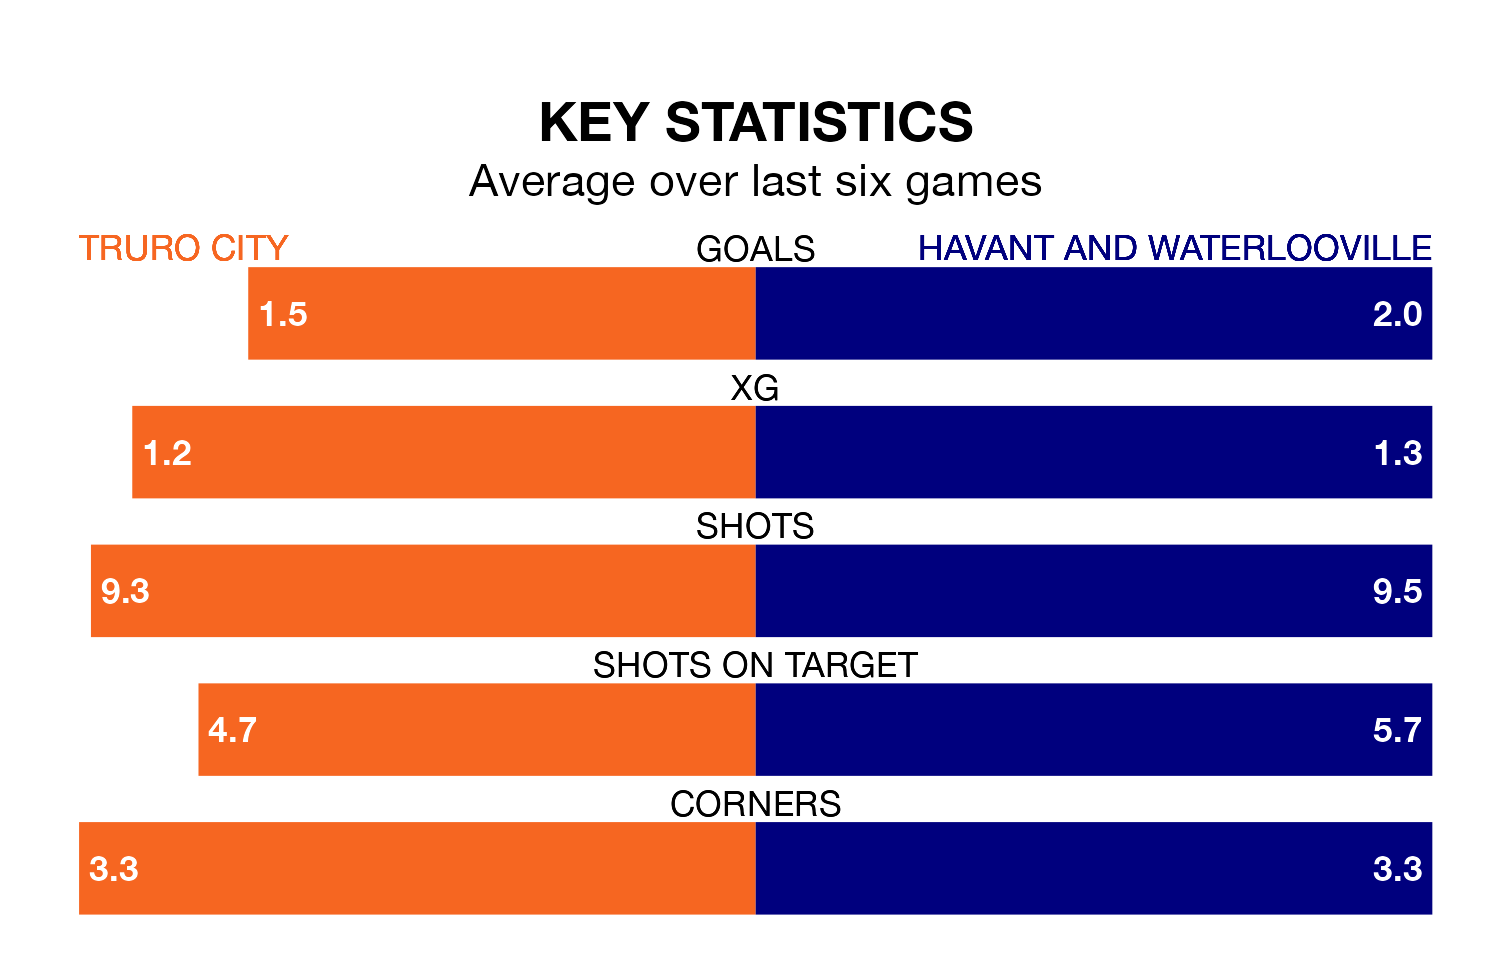 KEY STATISTICS
Average over last six games
TRURO CITY GOALS HAVANT AND WATERLOOVILLE
1.5 2.0
XG
1.2 1.3
SHOTS
9.3 9.5
SHOTS ON TARGET
4.7 5.7
CORNERS
3.3 3.3